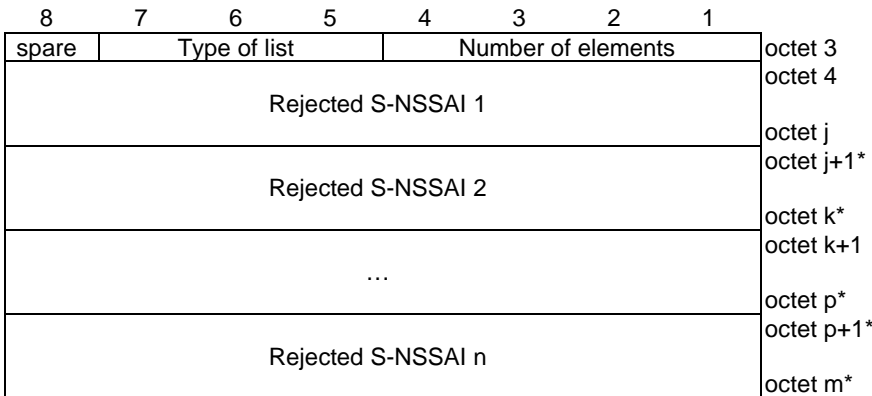 8 7 6 5 4 3 2 1
spare Type of list Number of elements octet 3
octet 4
Rejected S-NSSAI 1
octet j
octet j+1*
Rejected S-NSSAI 2
octet k*
octet k+1
…
octet p*
octet p+1*
Rejected S-NSSAI n
octet m*